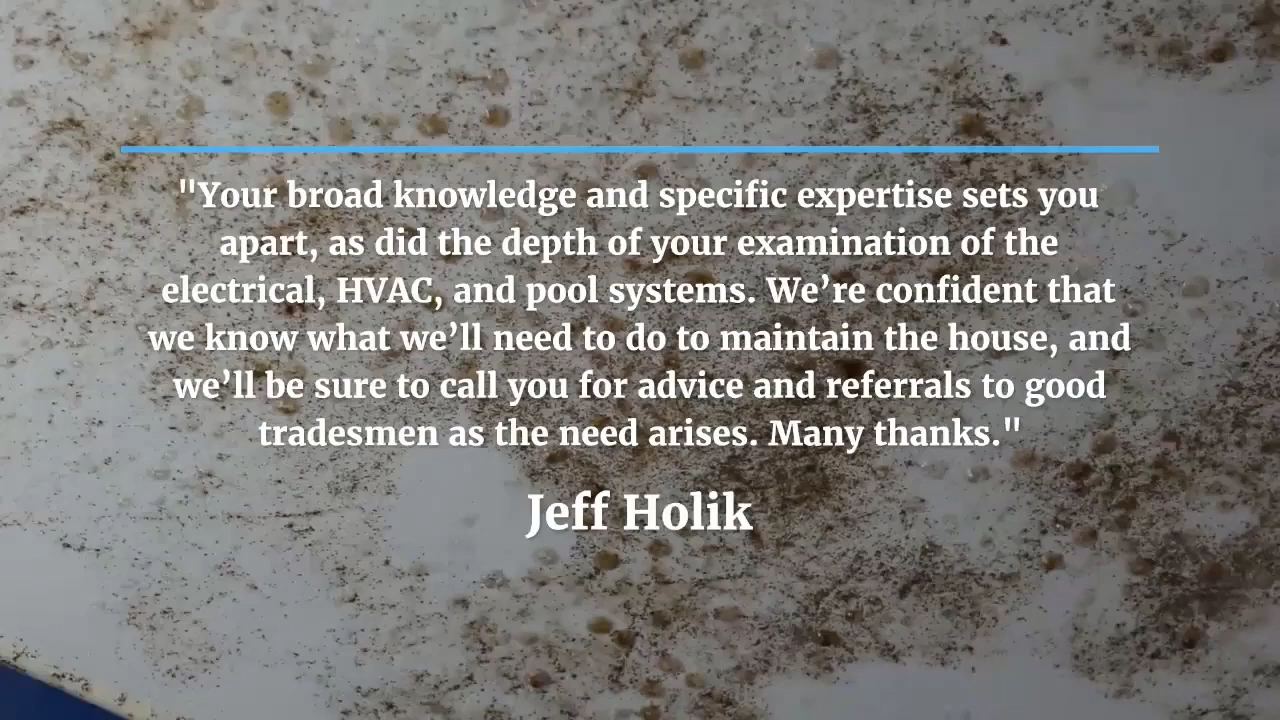 "Your broad knowledge and specific expertise sets you
apart, as did the depth of your examination of the
electrical, HVAC, and pool systems. We’re confident that
we know what we’ll need to do to maintain the house, and
we’ll be sure to call you for advice and referrals to good
tradesmen as the need arises. Many thanks."
Jeff Holik